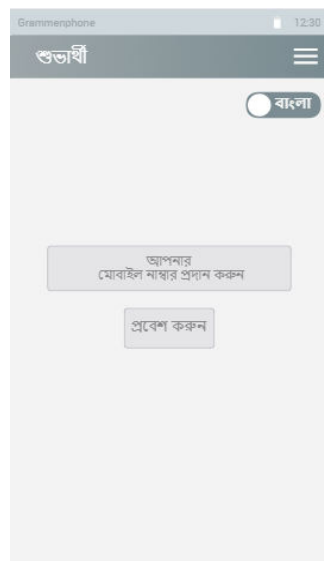 Grammenphone 12:30
শুভার্থী
বাংলা
আপনার
মোবাইল নাম্বার প্রদান করুন
প্রবেশ করুন